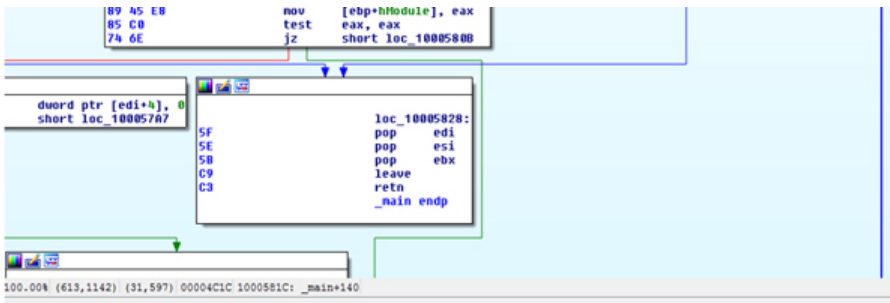 89 45 E8 mov [ebp+hModule], eax
85 C0 test eax, eax
74 6E jz short loc_1000580B
dword ptr [edi+4], 0
short loc_100057A7
loc_10005828:
5F pop edi
5E pop esi
5B pop ebx
C9 leave
C3 retn
_main endp
100.00% (613,1142) (31,597) 00004C1C 1000581C: _main+140